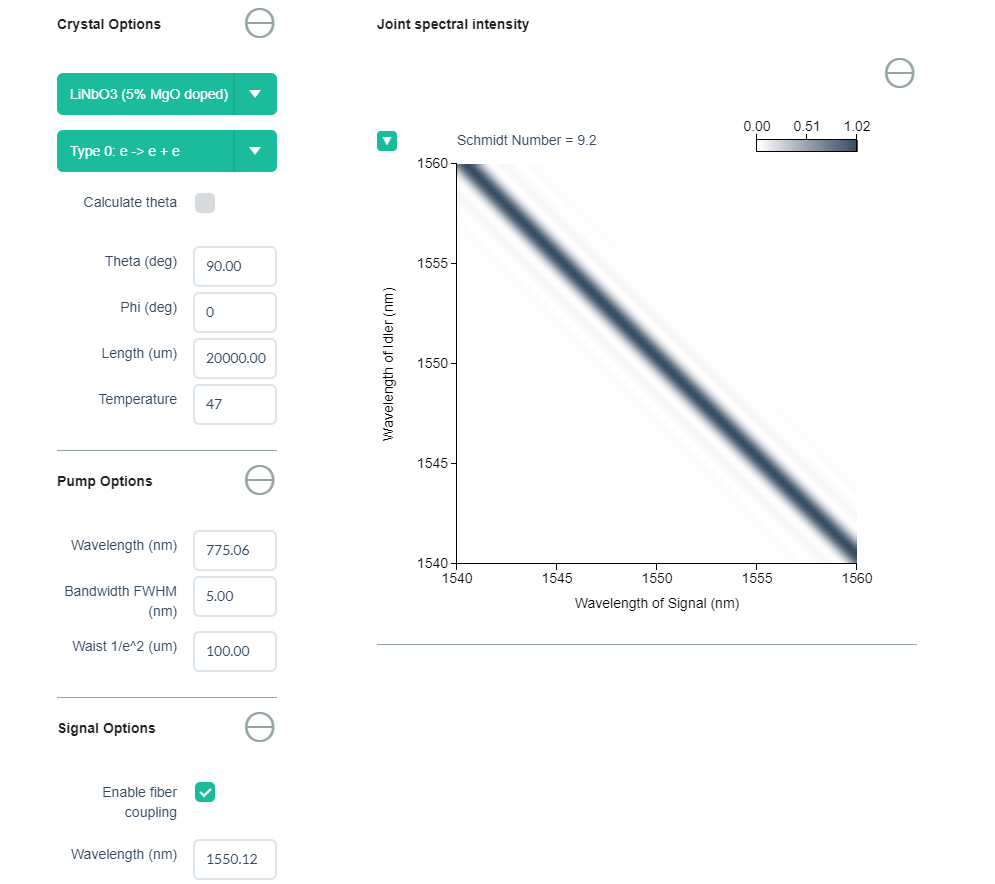 Crystal Options
LiNbO3 (5% MgO doped)
Type 0: e -> e + e
Calculate theta
Theta (deg)
90.00
Phi (deg)
0
Length (um)
20000.00
Temperature
47
Pump Options
Wavelength (nm)
775.06
Bandwidth FWHM
(nm)
5.00
Waist 1/e^2 (um)
100.00
Signal Options
Enable fiber
coupling
Wavelength (nm)
1550.12
Joint spectral intensity
Schmidt Number = 9.2
0.00 0.51 1.02
1560
1555
1550
1545
1540
Wavelength of Idler (nm)
1540 1545 1550 1555 1560
Wavelength of Signal (nm)